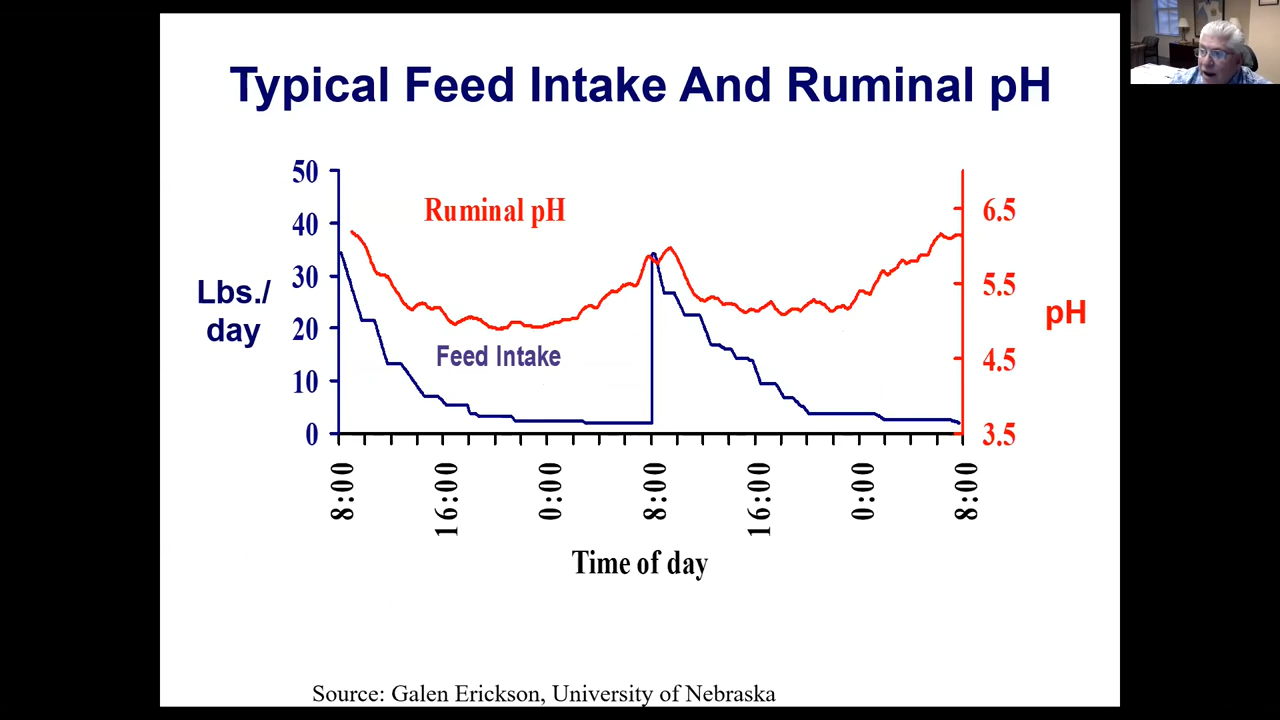 Typical Feed Intake And Ruminal pH
50
40
30
20
10
0
Lbs./
day
Ruminal pH
Feed Intake
6.5
5.5
4.5
3.5
pH
8:00
16:00
0:00
8:00
16:00
0:00
8:00
Time of day
Source: Galen Erickson, University of Nebraska